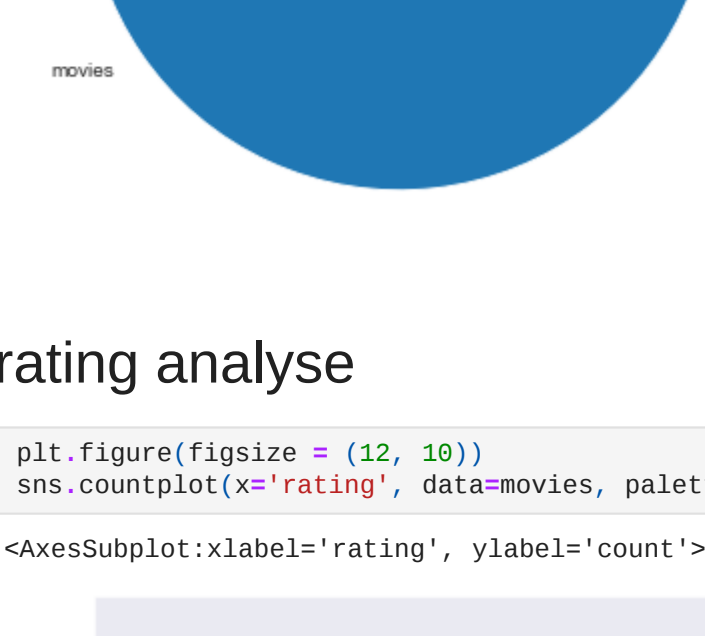 movies
rating analyse
plt.figure(figsize = (12, 10))
sns.countplot(x='rating', data=movies, palet
<AxesSubplot:xlabel='rating', ylabel='count'>